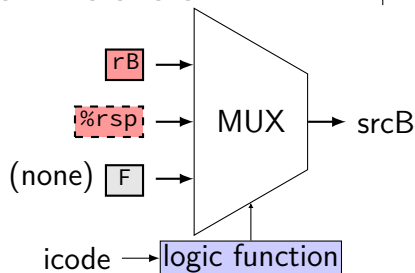 rB
%rsp
MUX
srcB
(none) F
icode
logic function